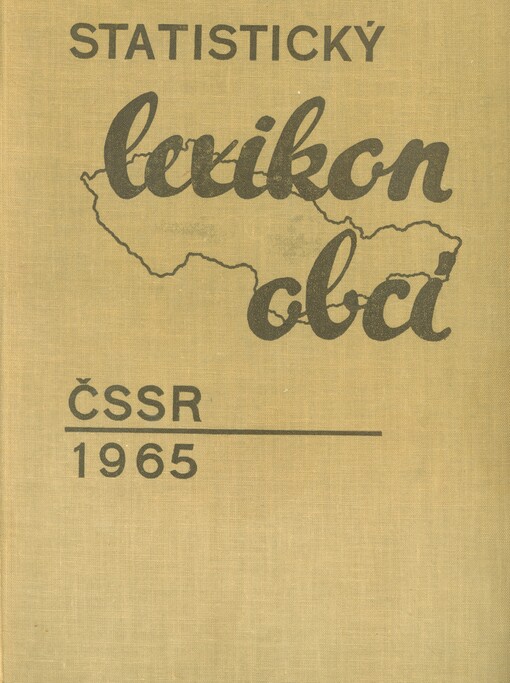 STATISTICKÝ
lexikon
obcí
ČSSR
1965